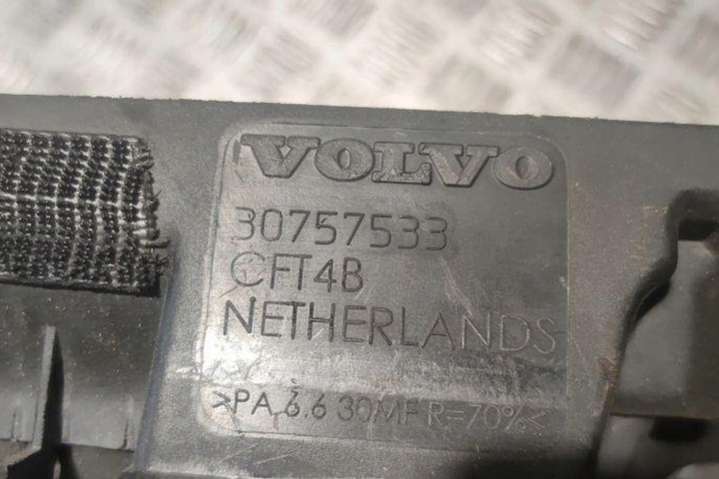 VOLVO
30757533
CFT4B
NETHERLANDS
>PA 6.6 30MF R=70%<